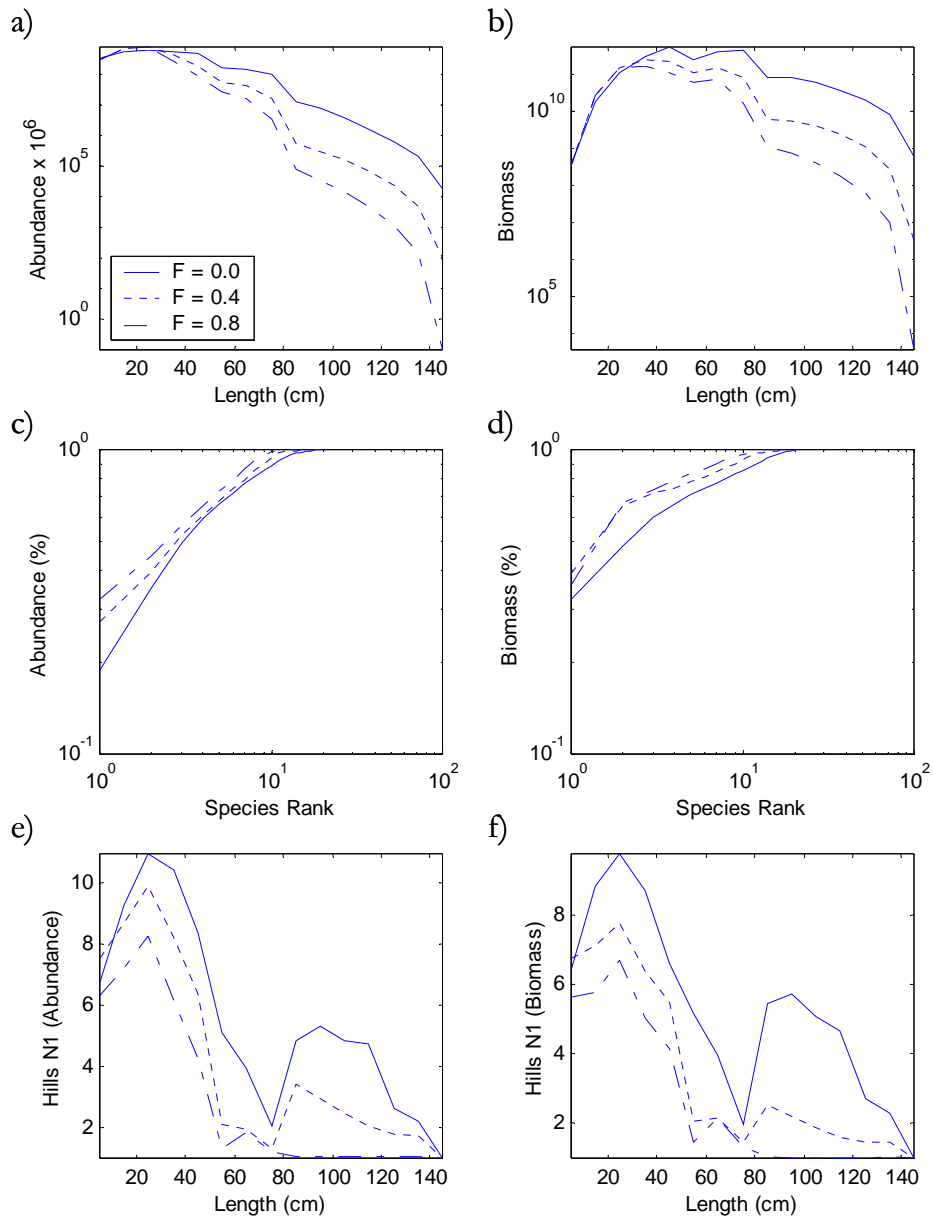 a)
Abundance x 10^6
10^5
10^0
F = 0.0
F = 0.4
F = 0.8
20 40 60 80 100 120 140
Length (cm)
b)
Biomass
10^10
10^5
20 40 60 80 100 120 140
Length (cm)
c)
Abundance (%)
10^0
10^-1
10^0 10^1 10^2
Species Rank
d)
Biomass (%)
10^0
10^-1
10^0 10^1 10^2
Species Rank
e)
Hills N1 (Abundance)
10
8
6
4
2
20 40 60 80 100 120 140
Length (cm)
f)
Hills N1 (Biomass)
8
6
4
2
20 40 60 80 100 120 140
Length (cm)